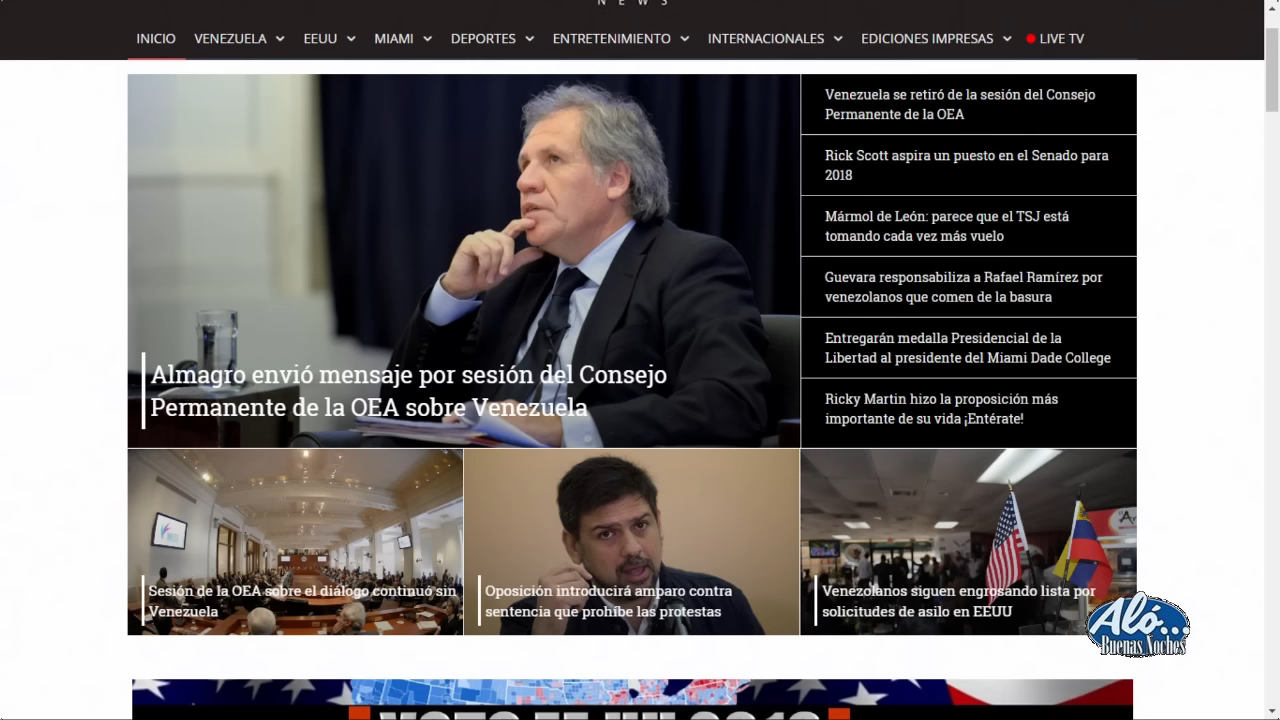 NEWS
INICIO VENEZUELA EEUU MIAMI DEPORTES ENTRETENIMIENTO INTERNACIONALES EDICIONES IMPRESAS LIVE TV
Almagro envió mensaje por sesión del Consejo
Permanente de la OEA sobre Venezuela
Venezuela se retiró de la sesión del Consejo
Permanente de la OEA
Rick Scott aspira un puesto en el Senado para
2018
Mármol de León: parece que el TSJ está
tomando cada vez más vuelo
Guevara responsabiliza a Rafael Ramírez por
venezolanos que comen de la basura
Entregarán medalla Presidencial de la
Libertad al presidente del Miami Dade College
Ricky Martin hizo la proposición más
importante de su vida ¡Entérate!
Sesión de la OEA sobre el diálogo continuó sin
Venezuela
Oposición introducirá amparo contra
sentencia que prohíbe las protestas
Venezolanos siguen engrosando lista por
solicitudes de asilo en EEUU
Aló...
Buenas Noches